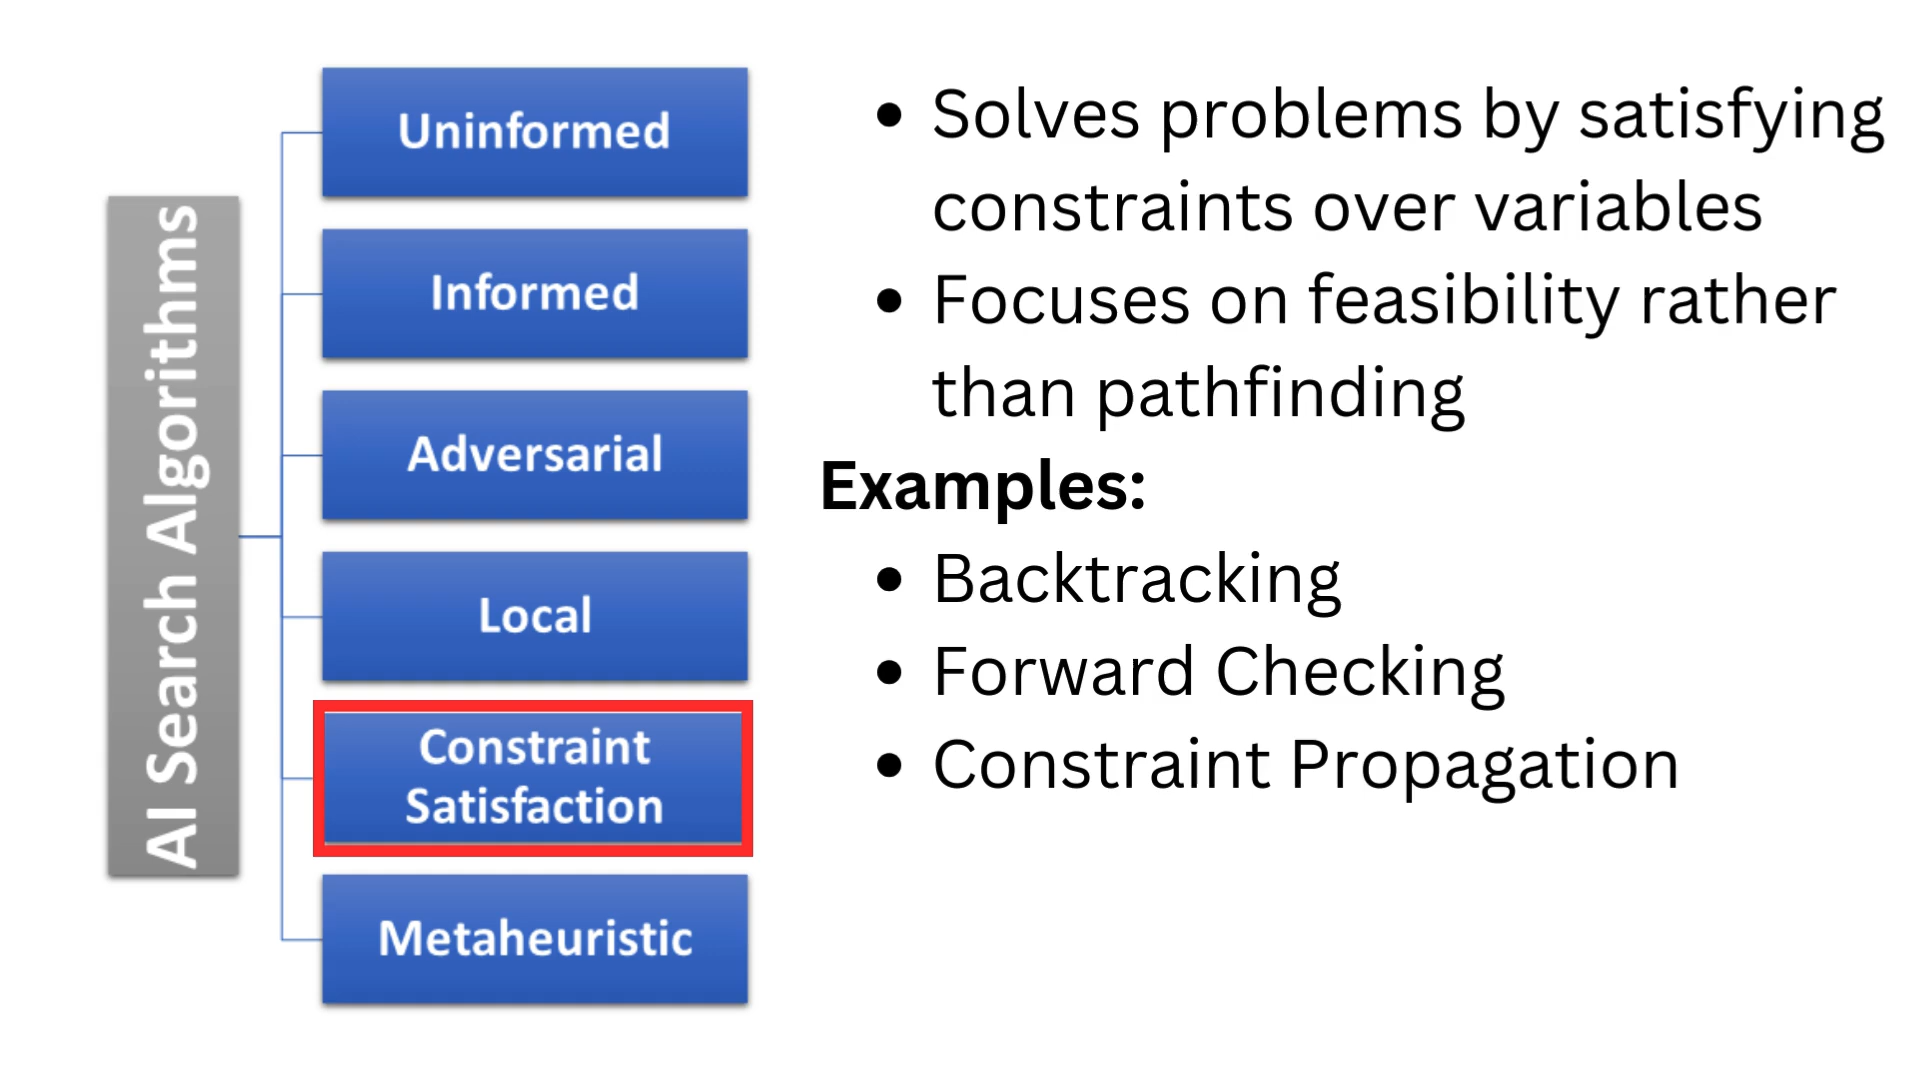 AI Search Algorithms
Uninformed
Informed
Adversarial
Local
Constraint
Satisfaction
Metaheuristic
• Solves problems by satisfying
constraints over variables
• Focuses on feasibility rather
than pathfinding
Examples:
• Backtracking
• Forward Checking
• Constraint Propagation